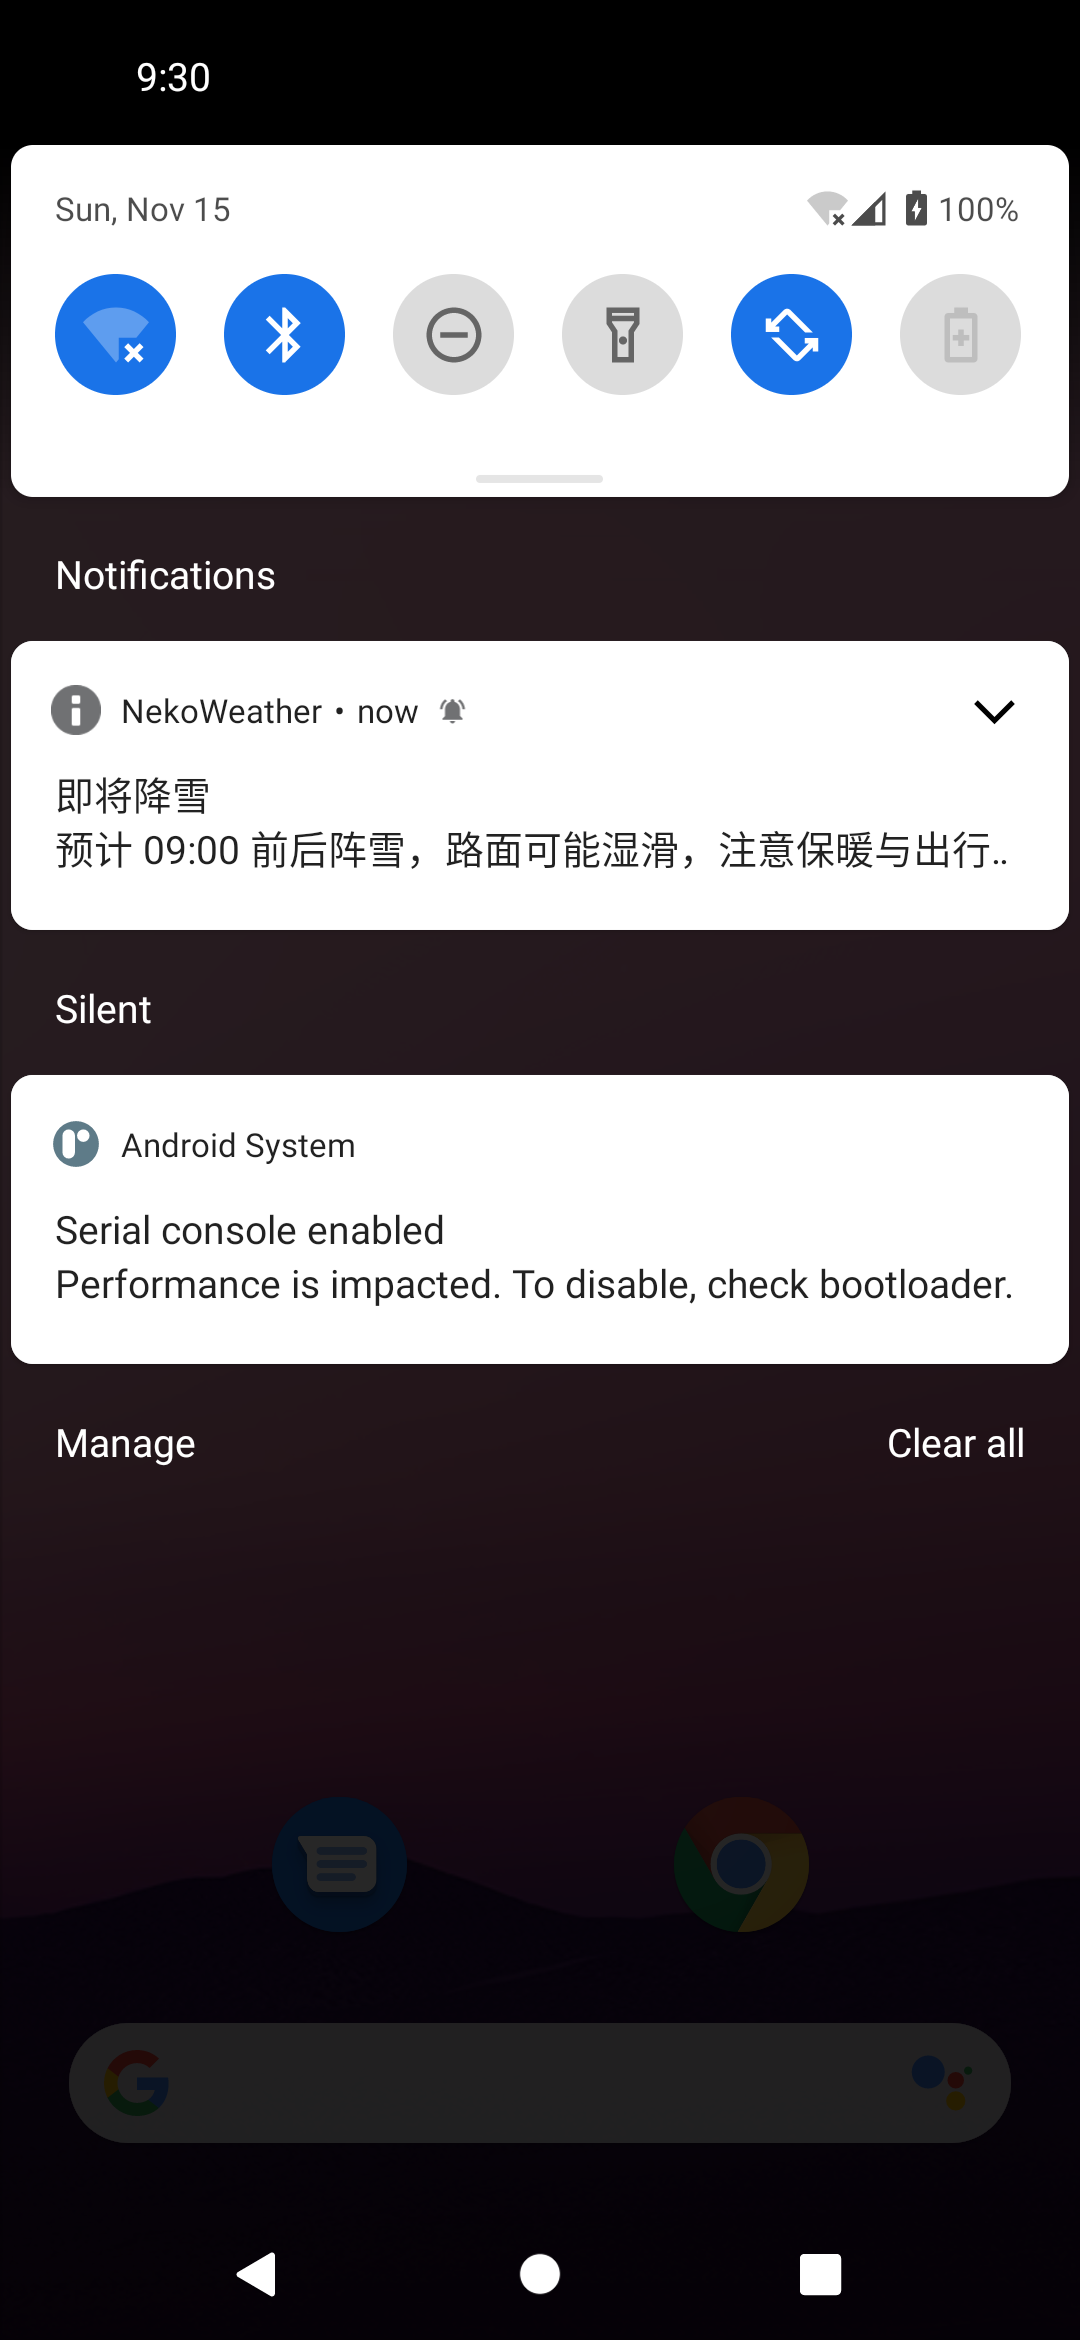 9:30
Sun, Nov 15
100%
Notifications
NekoWeather • now
即将降雪
预计 09:00 前后阵雪，路面可能湿滑，注意保暖与出行..
Silent
Android System
Serial console enabled
Performance is impacted. To disable, check bootloader.
Manage
Clear all